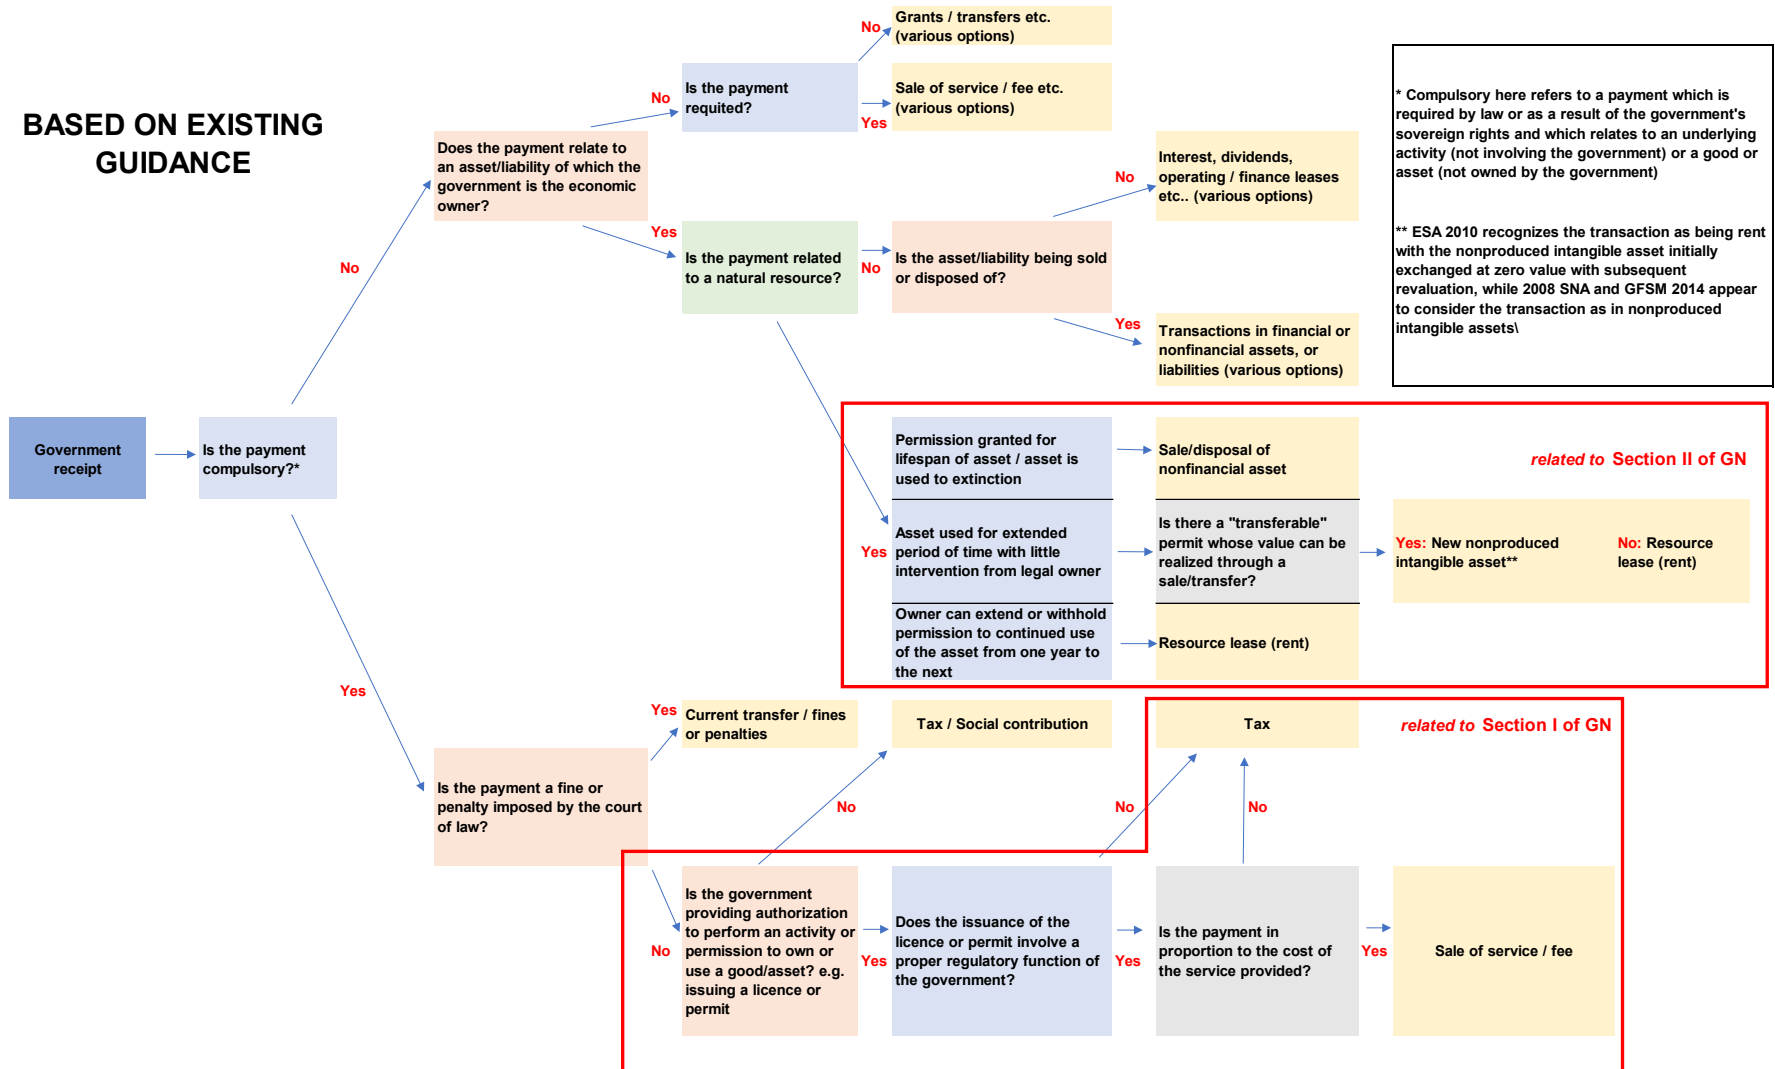 BASED ON EXISTING
GUIDANCE
Government
receipt
Is the payment
compulsory?*
No
Yes
Does the payment relate to
an asset/liability of which the
government is the economic
owner?
No
Yes
Is the payment
requited?
No
Yes
Grants / transfers etc.
(various options)
Sale of service / fee etc.
(various options)
Is the payment related
to a natural resource?
No
Yes
Is the asset/liability being sold
or disposed of?
No
Yes
Interest, dividends,
operating / finance leases
etc.. (various options)
Transactions in financial or
nonfinancial assets, or
liabilities (various options)
* Compulsory here refers to a payment which is
required by law or as a result of the government's
sovereign rights and which relates to an underlying
activity (not involving the government) or a good or
asset (not owned by the government)
** ESA 2010 recognizes the transaction as being rent
with the nonproduced intangible asset initially
exchanged at zero value with subsequent
revaluation, while 2008 SNA and GFSM 2014 appear
to consider the transaction as in nonproduced
intangible assets\
Permission granted for
lifespan of asset / asset is
used to extinction
Sale/disposal of
nonfinancial asset
related to Section II of GN
Asset used for extended
period of time with little
intervention from legal owner
Is there a "transferable"
permit whose value can be
realized through a
sale/transfer?
Yes: New nonproduced
intangible asset**
No: Resource
lease (rent)
Owner can extend or withhold
permission to continued use
of the asset from one year to
the next
Resource lease (rent)
Is the payment a fine or
penalty imposed by the court
of law?
Yes
No
Current transfer / fines
or penalties
Tax / Social contribution
Tax
related to Section I of GN
No
No
No
Is the government
providing authorization
to perform an activity or
permission to own or
use a good/asset? e.g.
issuing a licence or
permit
Yes
Does the issuance of the
licence or permit involve a
proper regulatory function of
the government?
Yes
Is the payment in
proportion to the cost of
the service provided?
Yes
Sale of service / fee